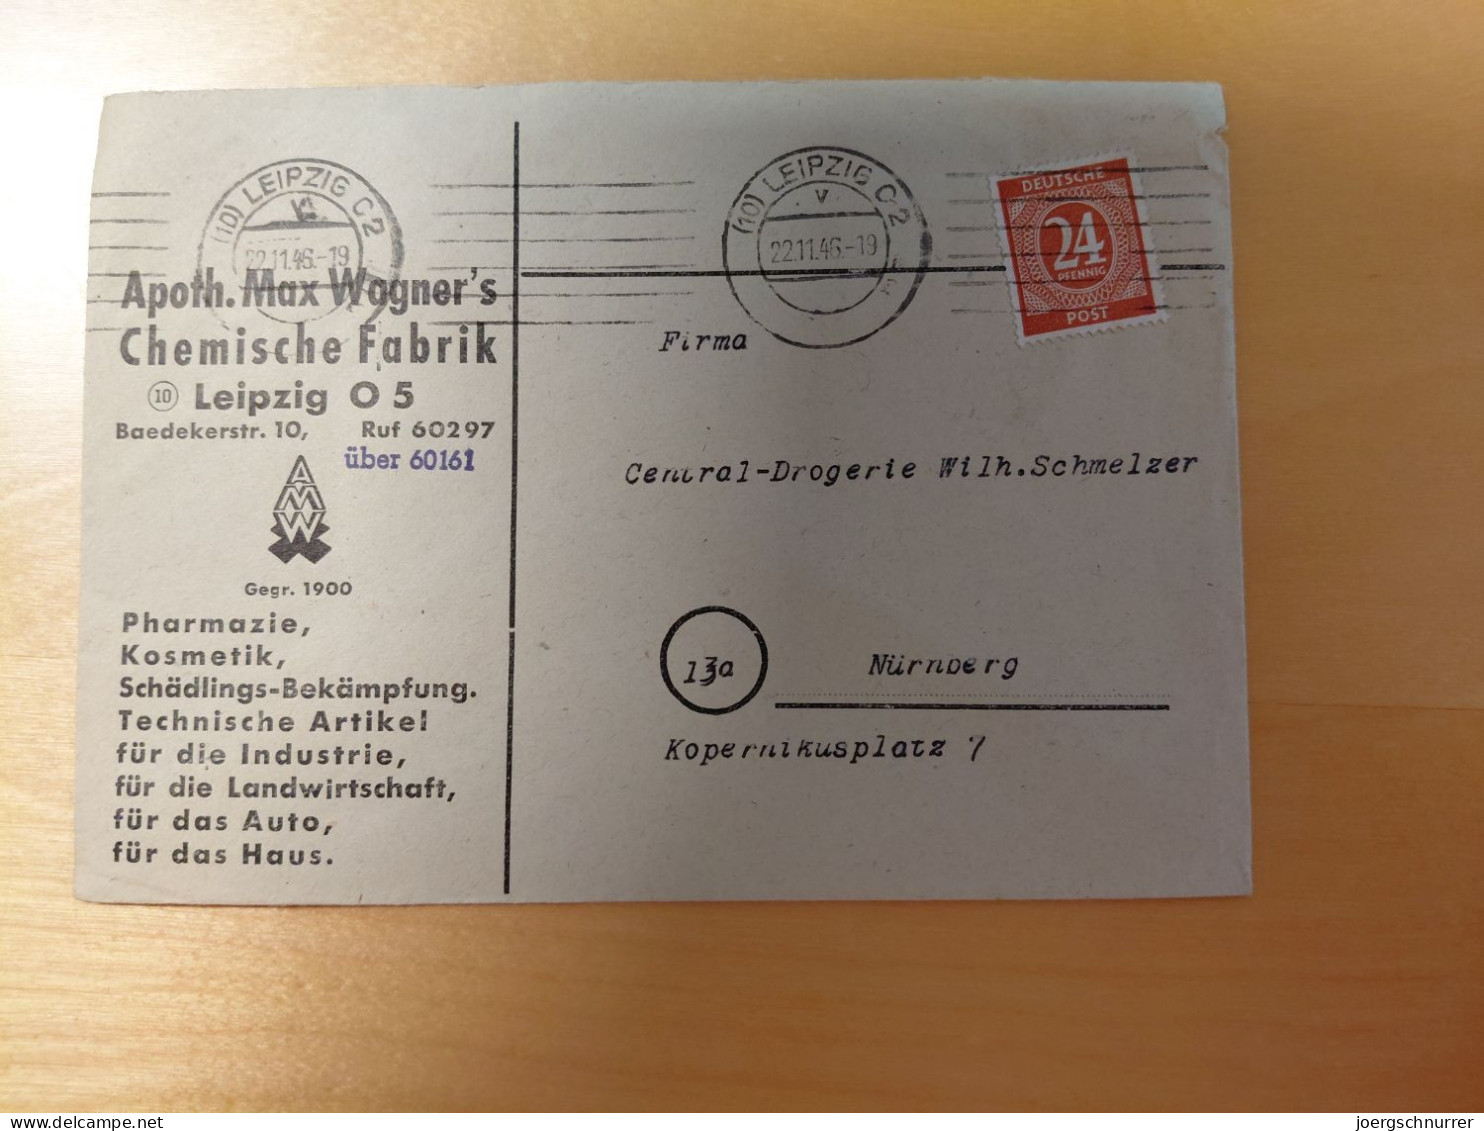 (10) LEIPZIG C2
22.11.46.-19
(10) LEIPZIG C2
v
22.11.46.-19
DEUTSCHE
24
PFENNIG
POST
Apoth. Max Wagner's
Chemische Fabrik
10 Leipzig O 5
Baedekerstr. 10, Ruf 60297
über 60161
AMW
Gegr. 1900
Pharmazie,
Kosmetik,
Schädlings-Bekämpfung.
Technische Artikel
für die Industrie,
für die Landwirtschaft,
für das Auto,
für das Haus.
Firma
Central-Drogerie Wilh.Schmelzer
13a Nürnberg
Kopernikusplatz 7
delcampe.net
joergschnurrer